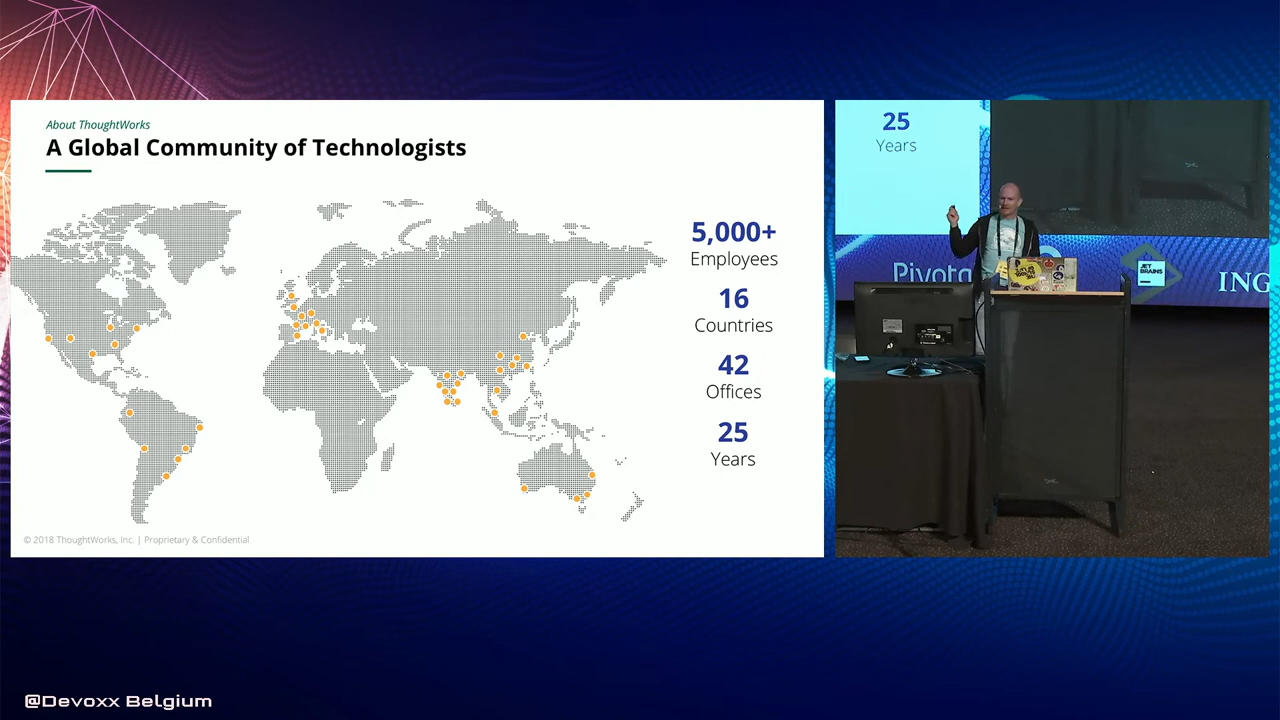 About ThoughtWorks
A Global Community of Technologists
5,000+
Employees
16
Countries
42
Offices
25
Years
© 2018 ThoughtWorks, Inc. | Proprietary & Confidential
25
Years
Pivota
JET
BRAINS
ING
@Devoxx Belgium